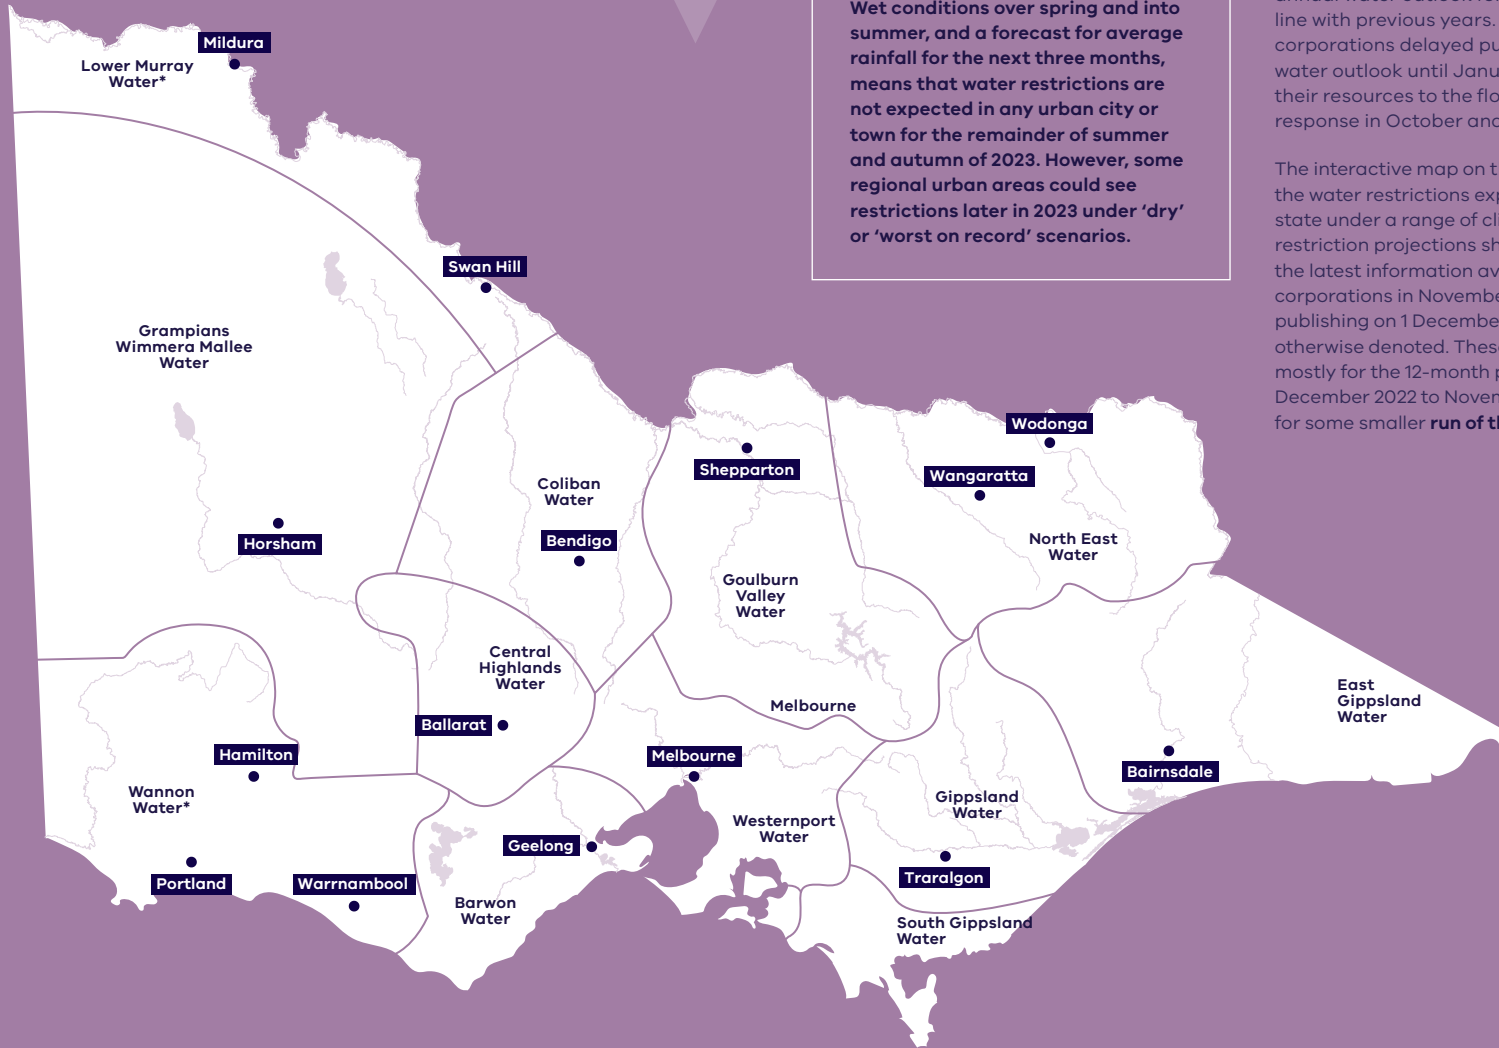 Wet conditions over spring and into
summer, and a forecast for average
rainfall for the next three months,
means that water restrictions are
not expected in any urban city or
town for the remainder of summer
and autumn of 2023. However, some
regional urban areas could see
restrictions later in 2023 under ‘dry’
or ‘worst on record’ scenarios.
line with previous years.
corporations delayed pu
water outlook until Janu
their resources to the flo
response in October and
The interactive map on t
the water restrictions exp
state under a range of cl
restriction projections sh
the latest information av
corporations in Novembe
publishing on 1 December
otherwise denoted. These
mostly for the 12-month p
December 2022 to Novem
for some smaller run of th
Mildura
Lower Murray
Water*
Swan Hill
Grampians
Wimmera Mallee
Water
Wodonga
Shepparton
Wangaratta
Coliban
Water
Horsham
Bendigo
North East
Water
Goulburn
Valley
Water
Central
Highlands
Water
East
Gippsland
Water
Melbourne
Ballarat
Hamilton
Melbourne
Bairnsdale
Wannon
Water*
Gippsland
Water
Westernport
Water
Geelong
Portland
Warrnambool
Traralgon
Barwon
Water
South Gippsland
Water